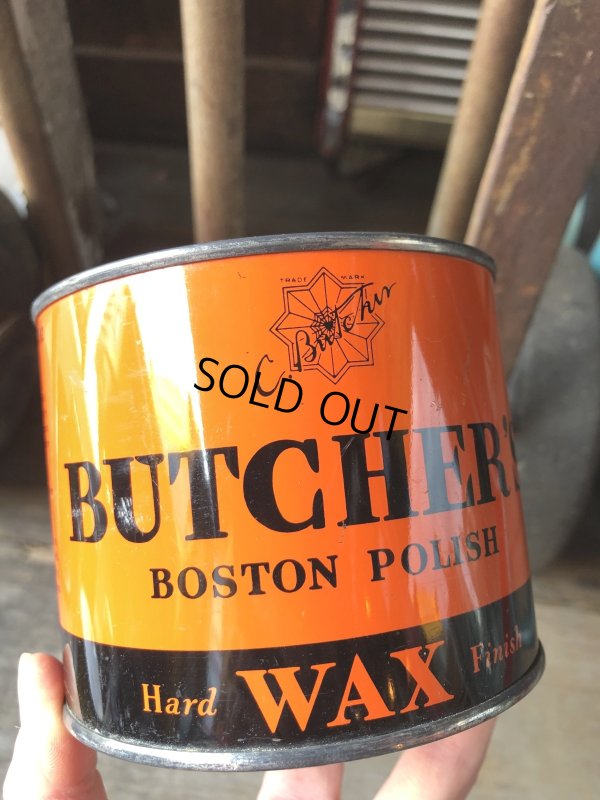 TRADE MARK
C. Butcher
SOLD OUT
BUTCHER'S
BOSTON POLISH
Hard WAX Finish